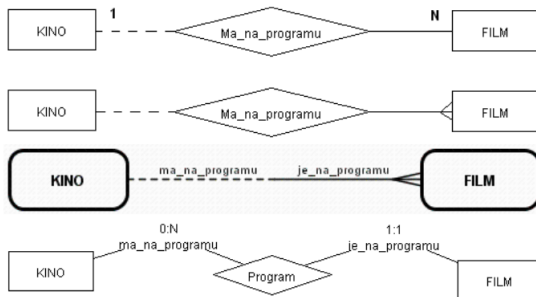 1 N
KINO Ma_na_programu FILM
KINO Ma_na_programu FILM
KINO ma_na_programu je_na_programu FILM
0:N 1:1
ma_na_programu je_na_programu
KINO Program FILM